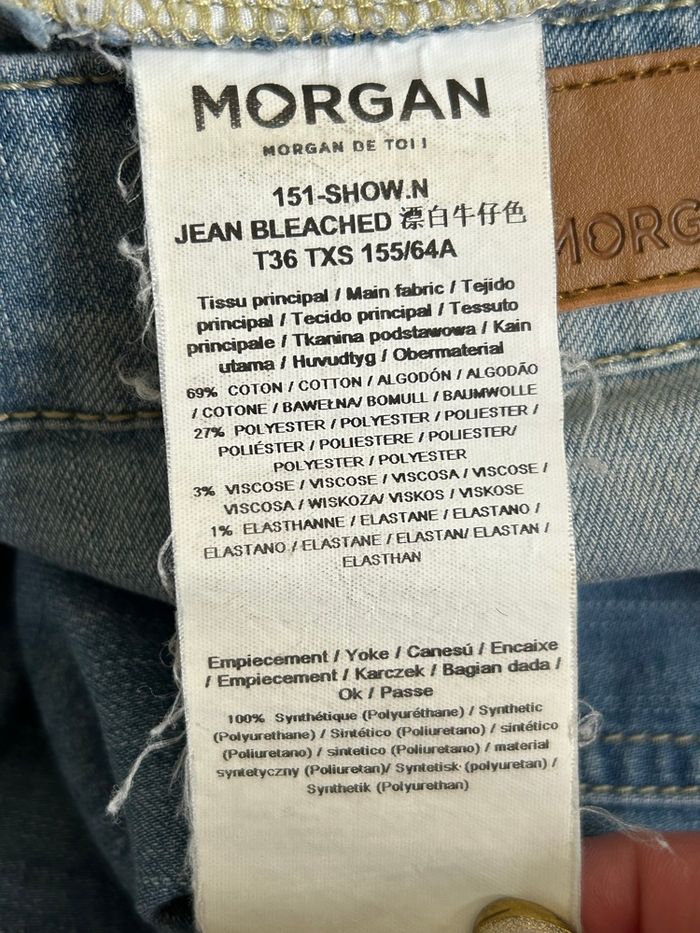 MORGAN
MORGAN DE TOI !
151-SHOW.N
JEAN BLEACHED 漂白牛仔色
T36 TXS 155/64A
Tissu principal / Main fabric / Tejido
principal / Tecido principal / Tessuto
principale / Tkanina podstawowa / Kain
utama / Huvudtyg / Obermaterial
69% COTON / COTTON / ALGODÓN / ALGODÃO
/ COTONE / BAWEŁNA/ BOMULL / BAUMWOLLE
27% POLYESTER / POLYESTER / POLIESTER /
POLIÉSTER / POLIESTERE / POLIESTER/
POLYESTER / POLYESTER
3% VISCOSE / VISCOSE / VISCOSA / VISCOSE /
VISCOSA / WISKOZA/ VISKOS / VISKOSE
1% ELASTHANNE / ELASTANE / ELASTANO /
ELASTANO / ELASTANE / ELASTAN/ ELASTAN /
ELASTHAN
Empiecement / Yoke / Canesú / Encaixe
/ Empiecement / Karczek / Bagian dada /
Ok / Passe
100% Synthétique (Polyuréthane) / Synthetic
(Polyurethane) / Sintético (Poliuretano) / sintético
(Poliuretano) / sintetico (Poliuretano) / material
syntetyczny (Poliuretan)/ Syntetisk (polyuretan) /
Synthetik (Polyurethan)
MORG